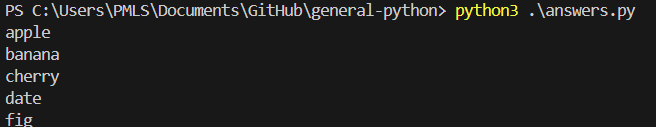 PS C:\Users\PMLS\Documents\GitHub\general-python> python3 .\answers.py
apple
banana
cherry
date
fig